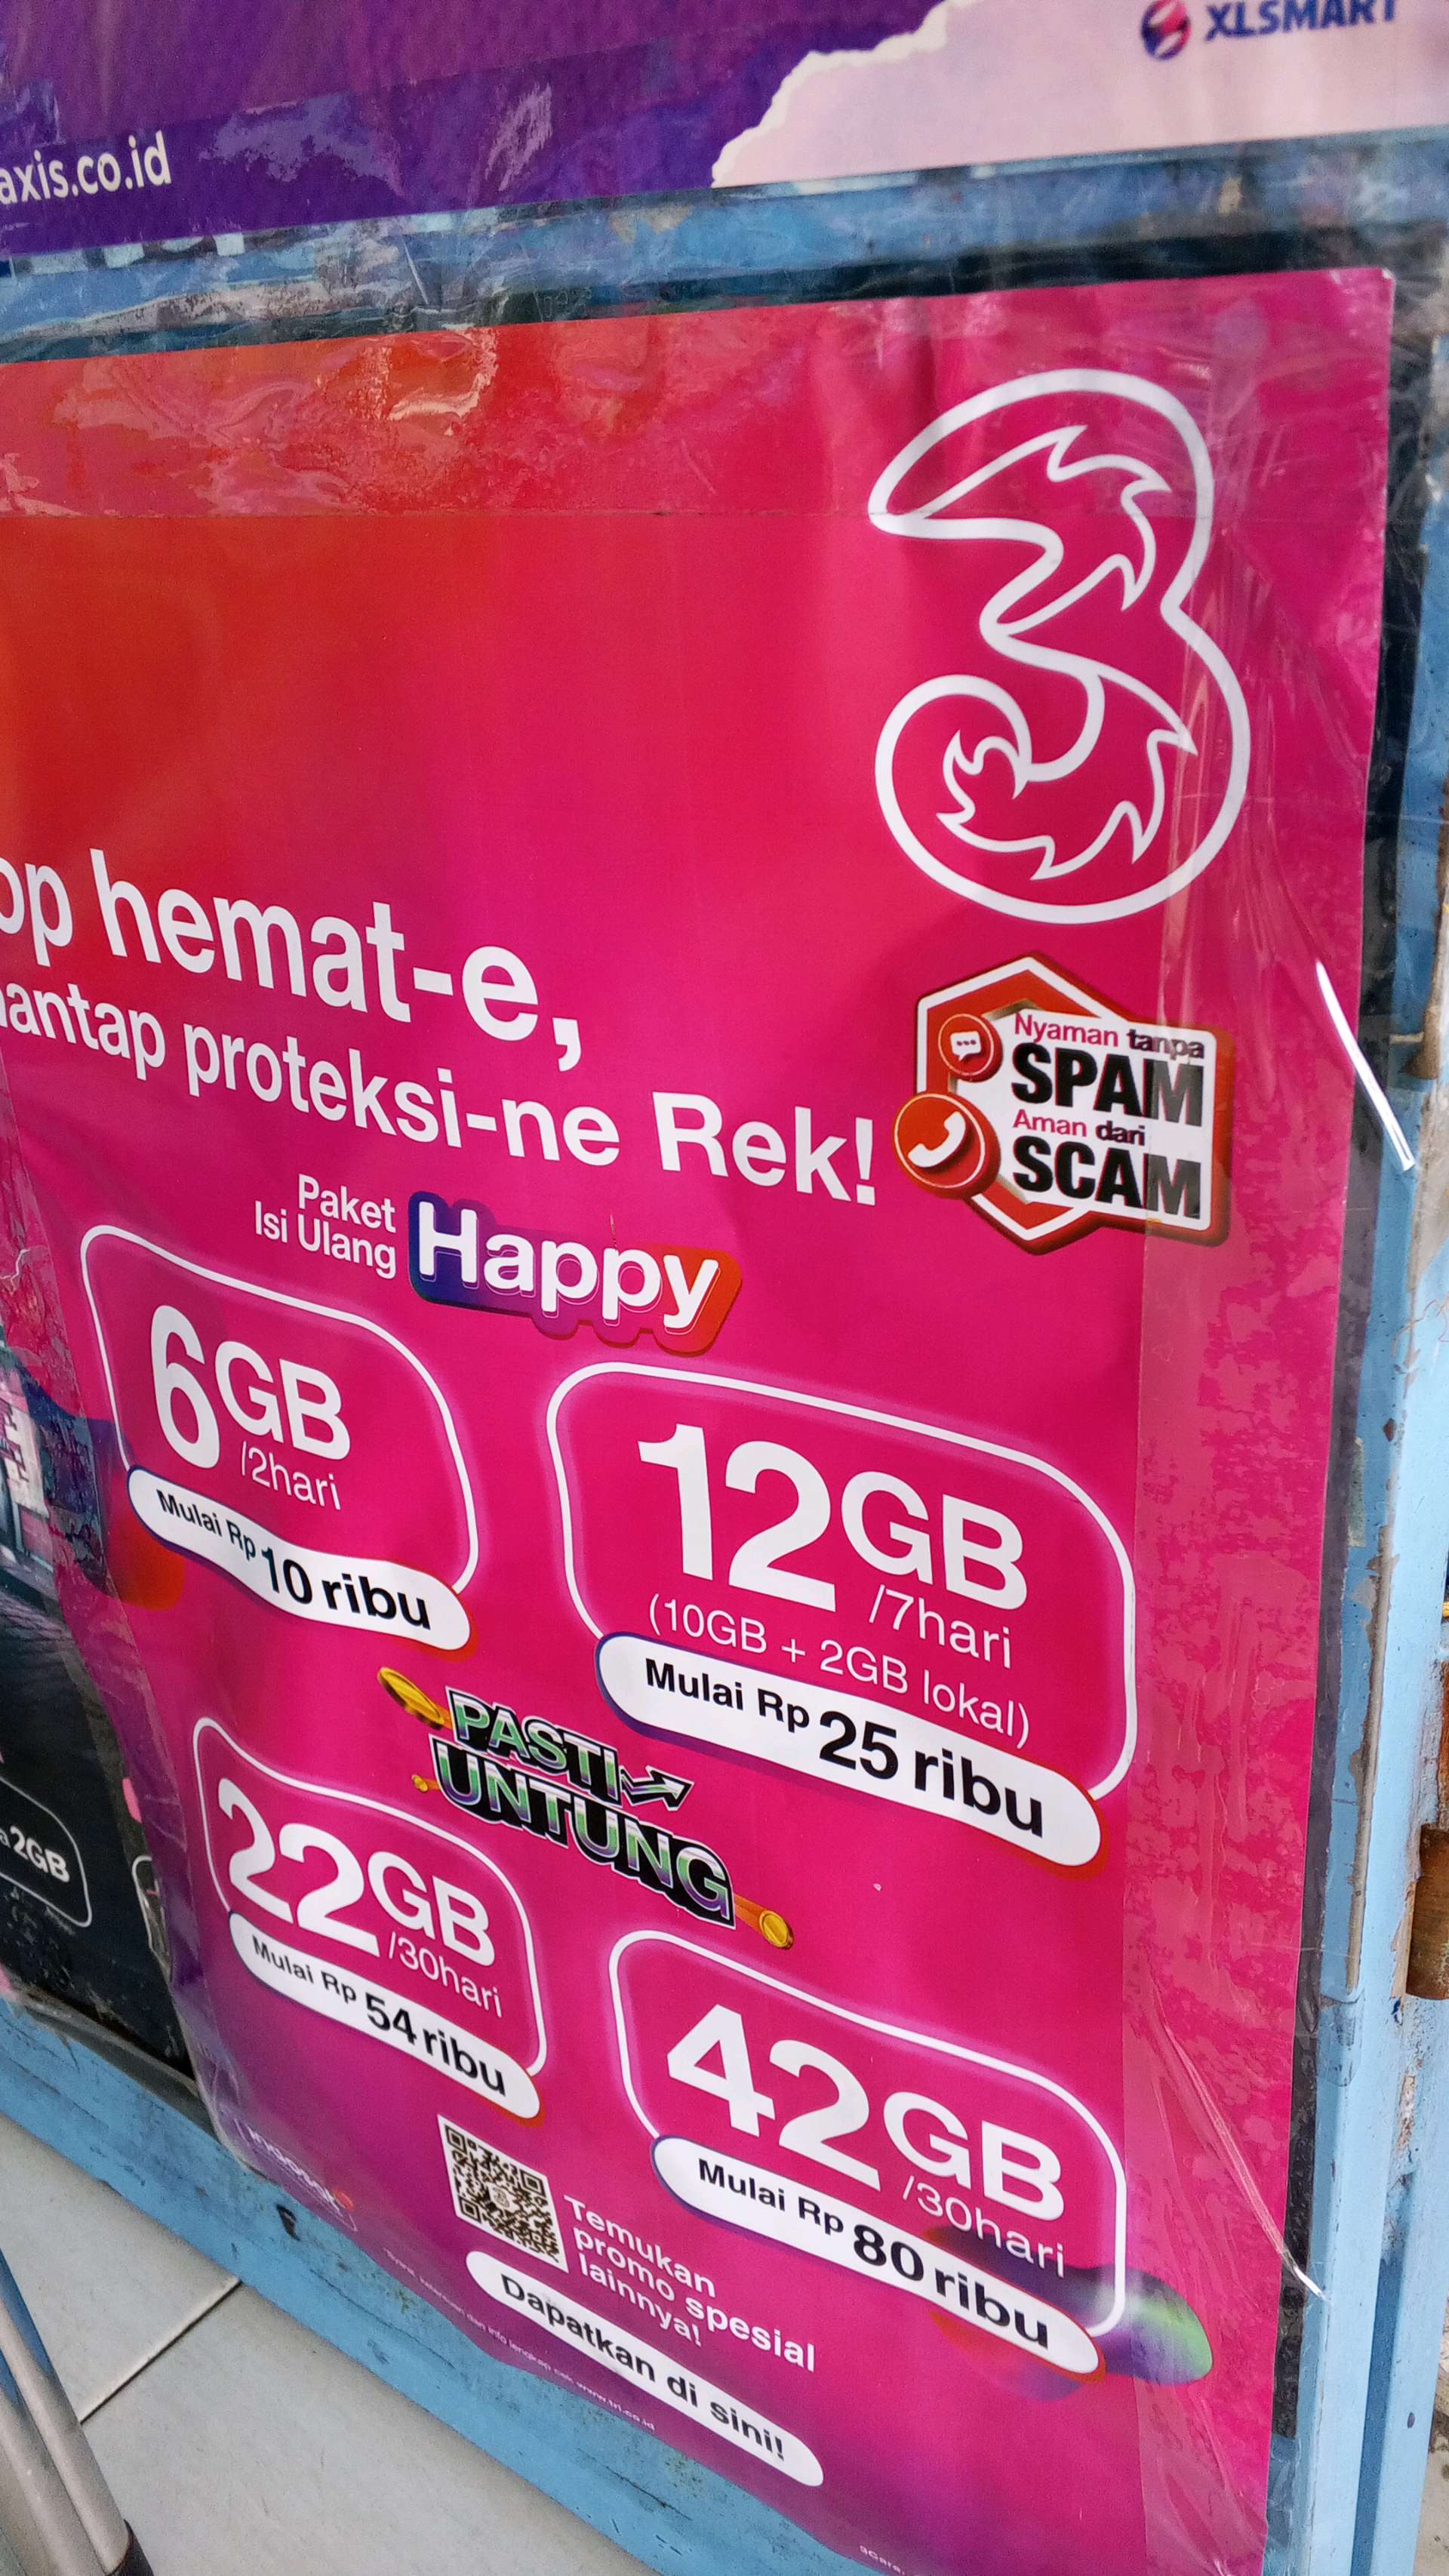 XLSMART
axis.co.id
hemat-e,
proteksi-ne Rek!
Nyaman tanpa
SPAM
Aman dari
SCAM
Paket
Isi Ulang
Happy
6GB
/2hari
Mulai Rp 10 ribu
12GB
/7hari
(10GB + 2GB lokal)
Mulai Rp 25 ribu
PASTI
UNTUNG
22GB
/30hari
Mulai Rp 54 ribu
42GB
/30hari
Mulai Rp 80 ribu
2GB
Temukan
promo spesial
lainnya!
Dapatkan di sini!